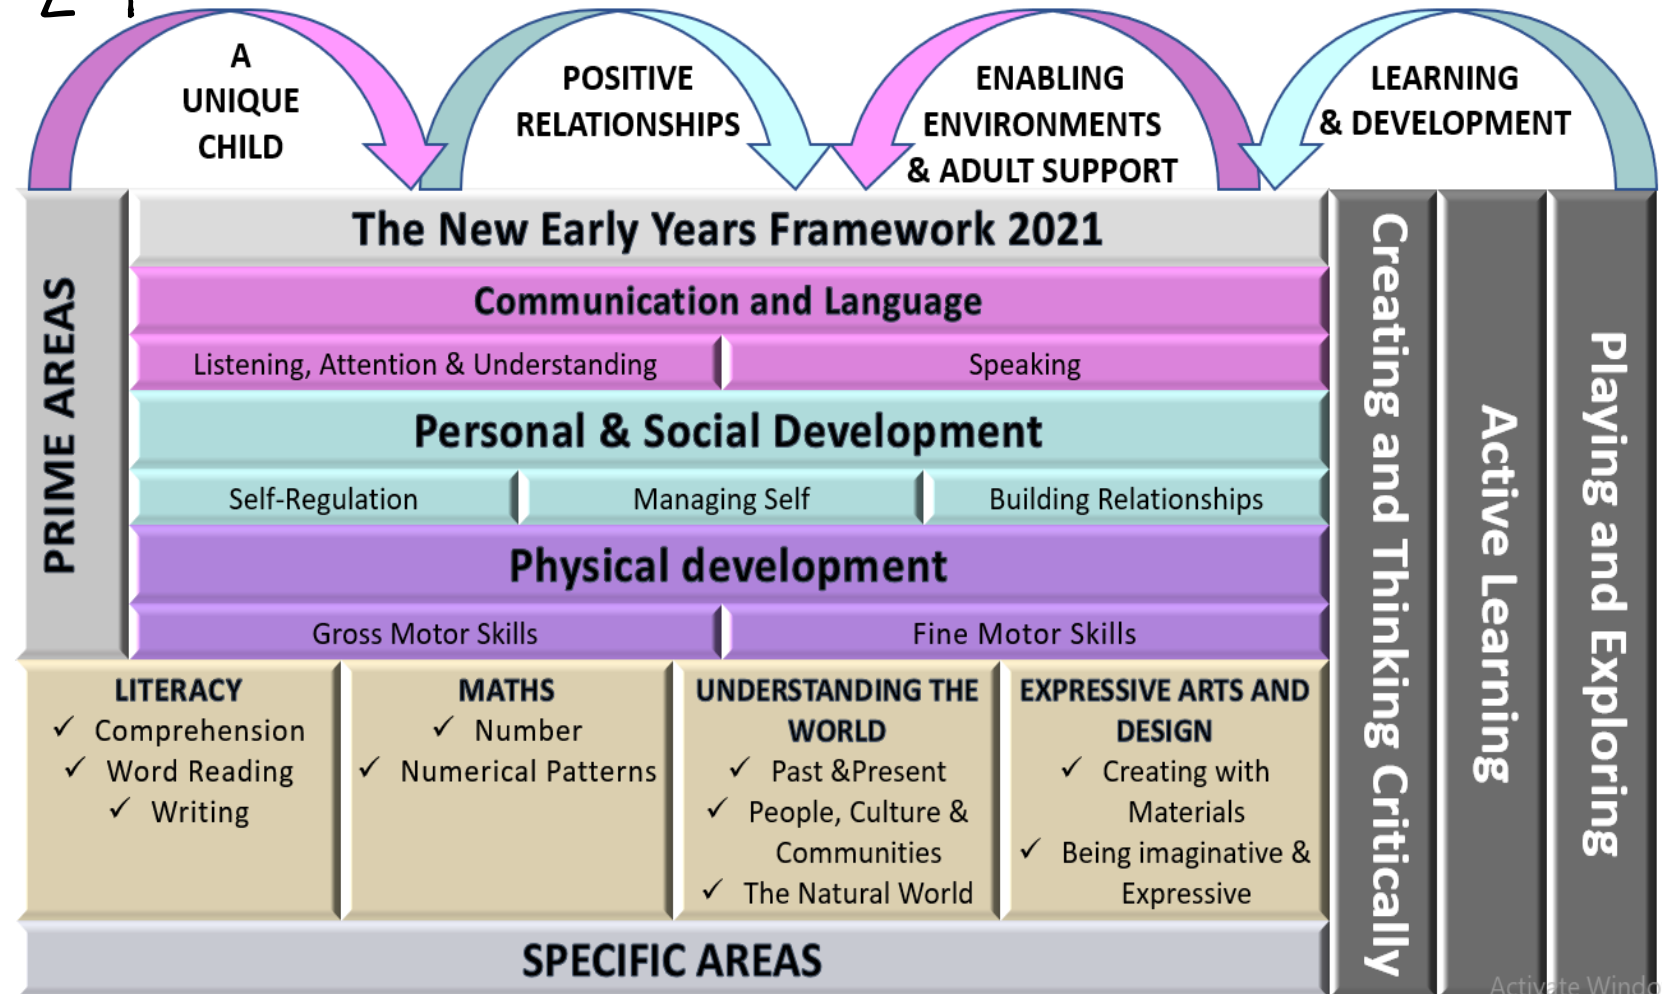 A
UNIQUE
CHILD
POSITIVE
RELATIONSHIPS
ENABLING
ENVIRONMENTS
& ADULT SUPPORT
LEARNING
& DEVELOPMENT
PRIME AREAS
The New Early Years Framework 2021
Communication and Language
Listening, Attention & Understanding
Speaking
Personal & Social Development
Self-Regulation
Managing Self
Building Relationships
Physical development
Gross Motor Skills
Fine Motor Skills
LITERACY
✓ Comprehension
✓ Word Reading
✓ Writing
MATHS
✓ Number
✓ Numerical Patterns
UNDERSTANDING THE
WORLD
✓ Past &Present
✓ People, Culture &
Communities
✓ The Natural World
EXPRESSIVE ARTS AND
DESIGN
✓ Creating with
Materials
✓ Being imaginative &
Expressive
SPECIFIC AREAS
Creating and Thinking Critically
Active Learning
Playing and Exploring
Activate Windo